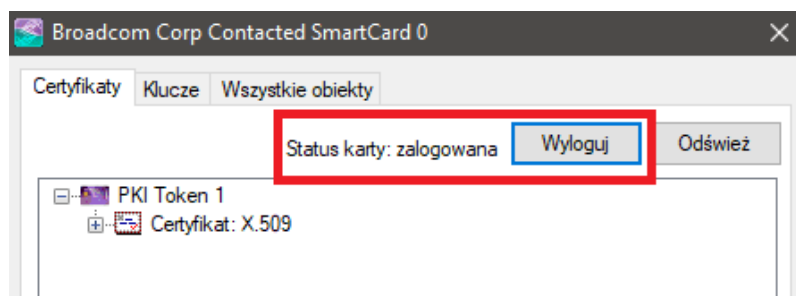 Broadcom Corp Contacted SmartCard 0
Certyfikaty Klucze Wszystkie obiekty
Status karty: zalogowana Wyloguj Odśwież
PKI Token 1
Certyfikat: X.509